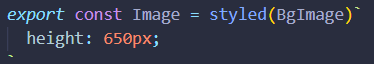 export const Image = styled(BgImage)`
  height: 650px;
`